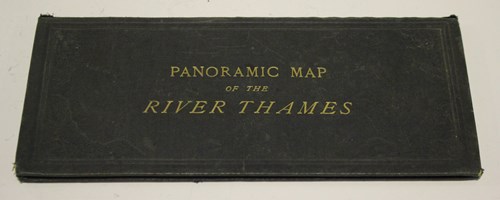 PANORAMIC MAP
OF THE
RIVER THAMES